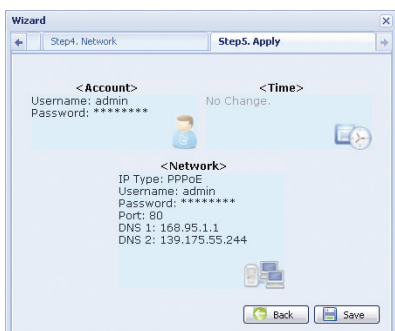 Wizard
Step4. Network
Step5. Apply
<Account>
Username: admin
Password: ********
<Time>
No Change.
<Network>
IP Type: PPPoE
Username: admin
Password: ********
Port: 80
DNS 1: 168.95.1.1
DNS 2: 139.175.55.244
Back
Save